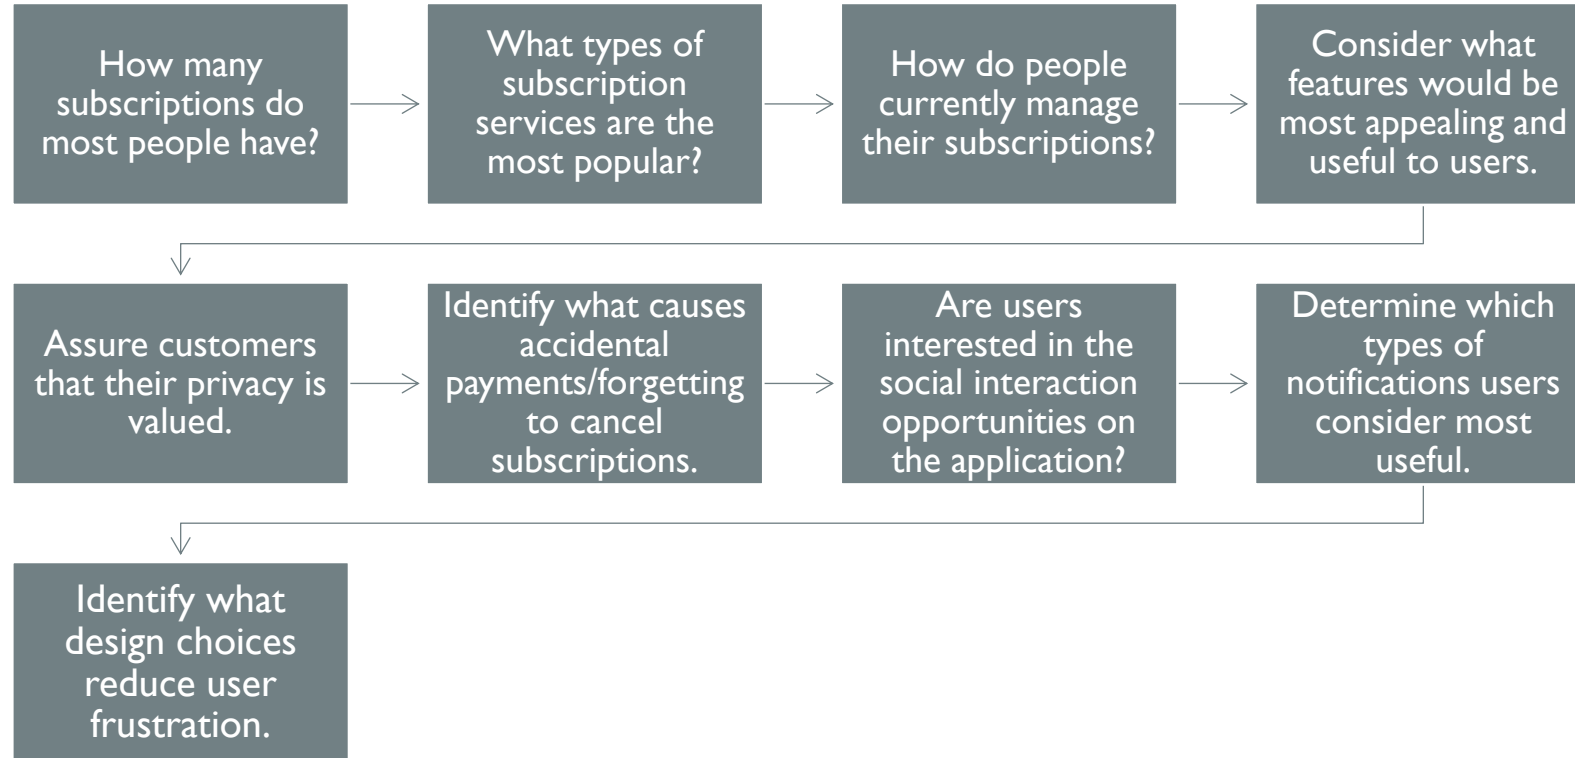 How many
subscriptions do
most people have?
What types of
subscription
services are the
most popular?
How do people
currently manage
their subscriptions?
Consider what
features would be
most appealing and
useful to users.
Assure customers
that their privacy is
valued.
Identify what causes
accidental
payments/forgetting
to cancel
subscriptions.
Are users
interested in the
social interaction
opportunities on
the application?
Determine which
types of
notifications users
consider most
useful.
Identify what
design choices
reduce user
frustration.